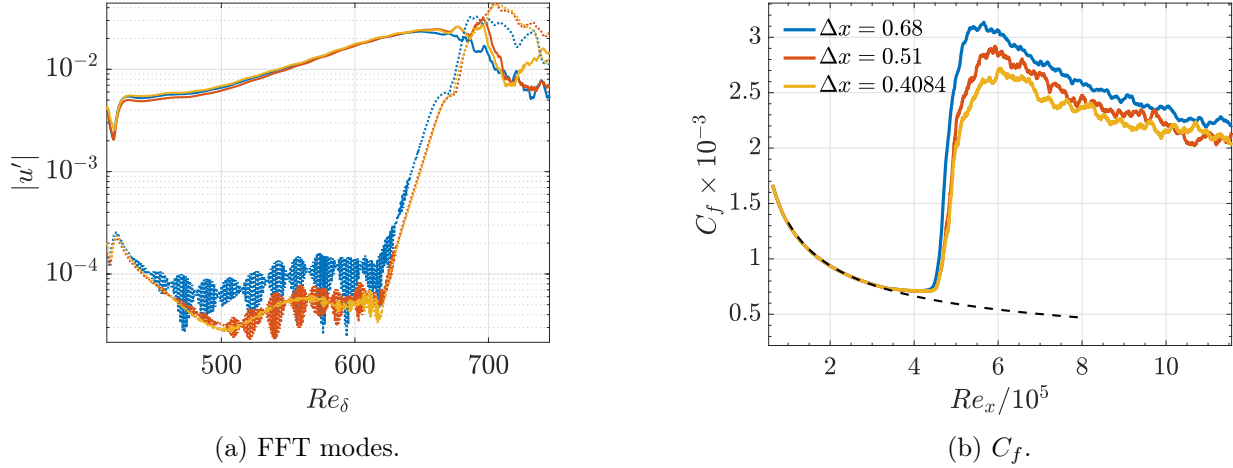 10^{-2}
10^{-3}
10^{-4}
|u'|
500
600
700
Re_δ
(a) FFT modes.
3
2.5
2
1.5
1
0.5
C_f × 10^{-3}
Δx = 0.68
Δx = 0.51
Δx = 0.4084
2
4
6
8
10
Re_x/10^5
(b) C_f.